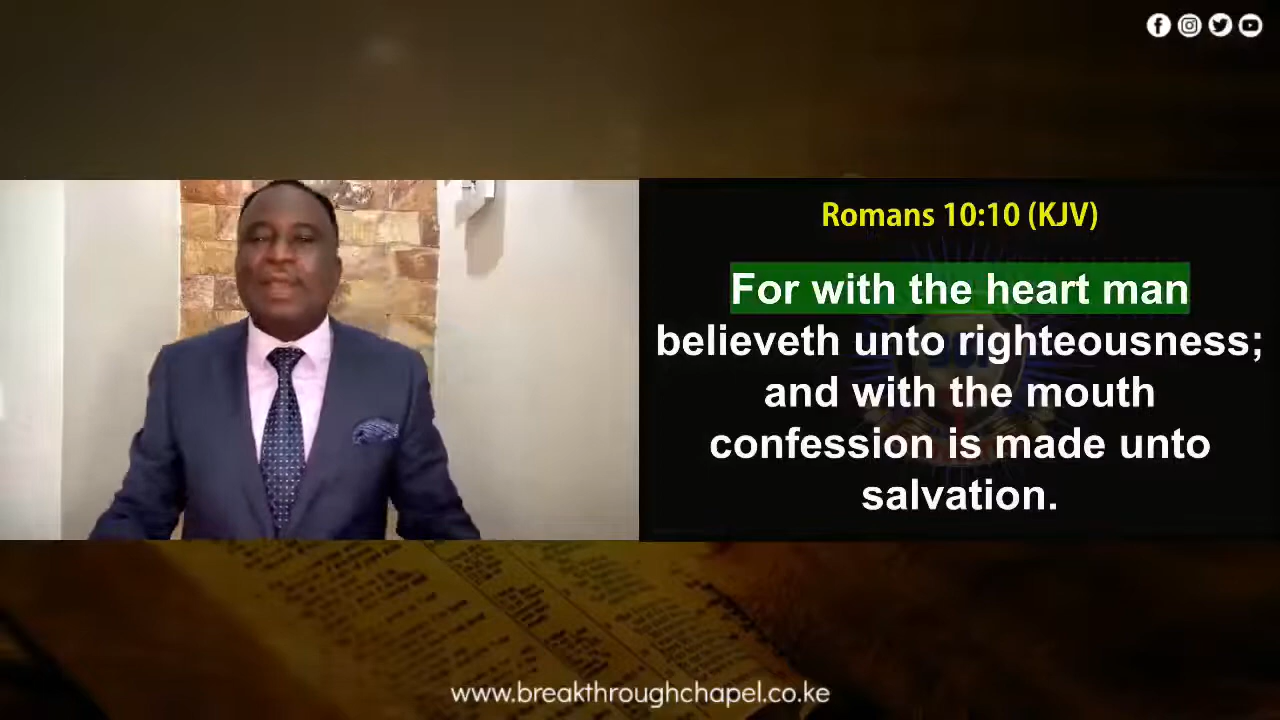 Romans 10:10 (KJV)
For with the heart man
believeth unto righteousness;
and with the mouth
confession is made unto
salvation.
www.breakthroughchapel.co.ke